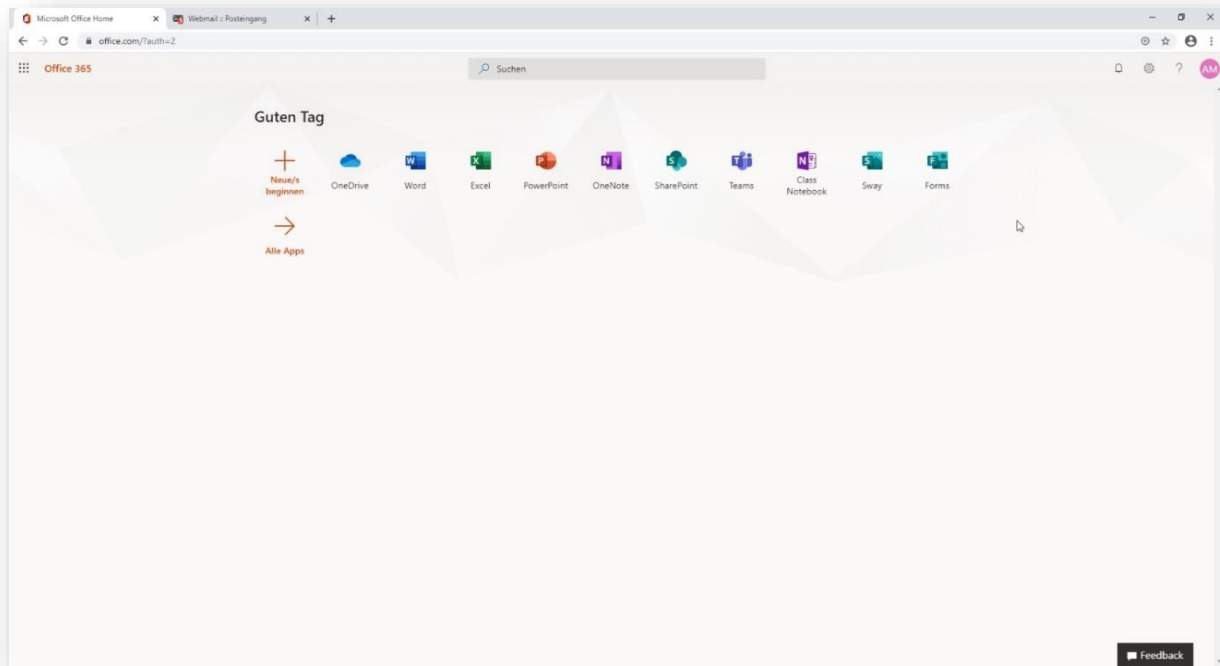 Microsoft Office Home
Webmail :: Posteingang
office.com/?auth=2
Office 365
Suchen
AM
Guten Tag
Neue/s beginnen
OneDrive
Word
Excel
PowerPoint
OneNote
SharePoint
Teams
Class Notebook
Sway
Forms
Alle Apps
Feedback